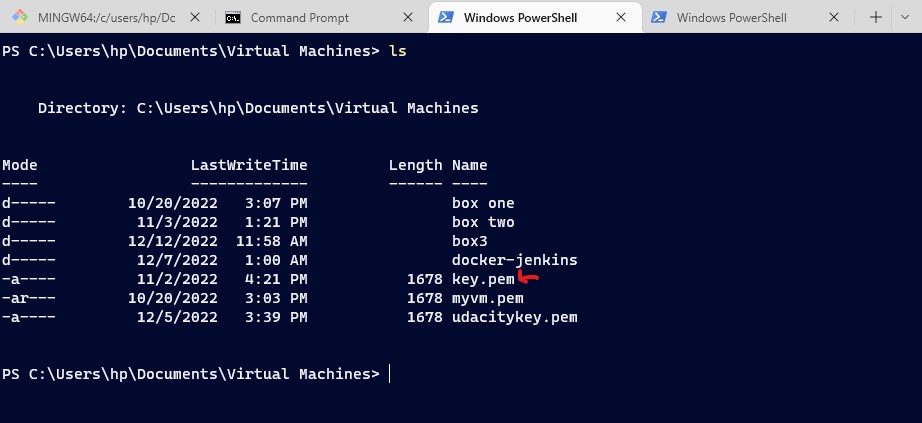 MINGW64:/c/users/hp/Dc
Command Prompt
Windows PowerShell
Windows PowerShell
PS C:\Users\hp\Documents\Virtual Machines> ls
Directory: C:\Users\hp\Documents\Virtual Machines
Mode LastWriteTime Length Name
---- ------------- ------ ----
d----- 10/20/2022 3:07 PM box one
d----- 11/3/2022 1:21 PM box two
d----- 12/12/2022 11:58 AM box3
d----- 12/7/2022 1:00 AM docker-jenkins
-a---- 11/2/2022 4:21 PM 1678 key.pem
-ar--- 10/20/2022 3:03 PM 1678 myvm.pem
-a---- 12/5/2022 3:39 PM 1678 udacitykey.pem
PS C:\Users\hp\Documents\Virtual Machines>